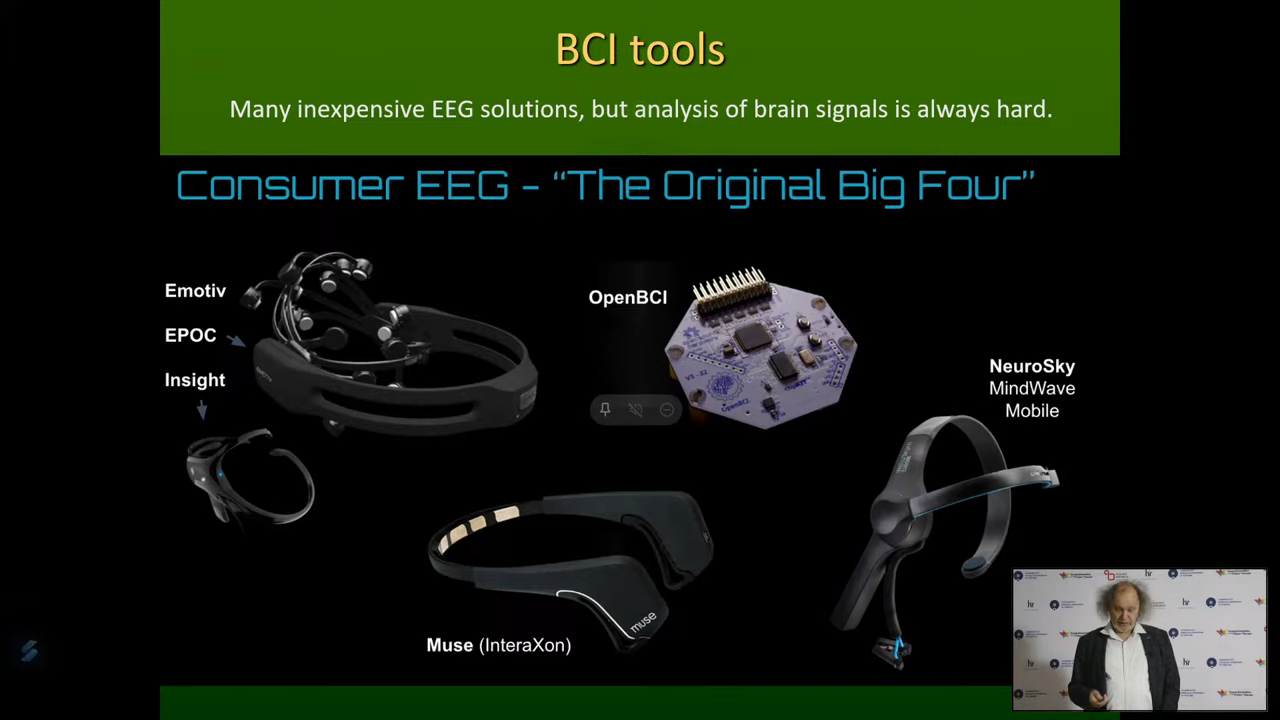 BCI tools
Many inexpensive EEG solutions, but analysis of brain signals is always hard.
Consumer EEG - “The Original Big Four”
Emotiv
EPOC
Insight
OpenBCI
NeuroSky
MindWave
Mobile
muse
Muse (InteraXon)